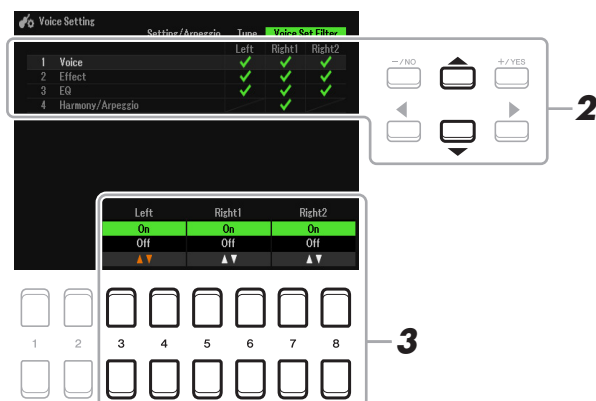 Voice Setting
Setting/Arpeggio Type Voice Set Filter
Left Right1 Right2
1 Voice
2 Effect
3 EQ
4 Harmony/Arpeggio
−/NO +/YES
2
Left Right1 Right2
On On On
Off Off Off
1 2 3 4 5 6 7 8
3